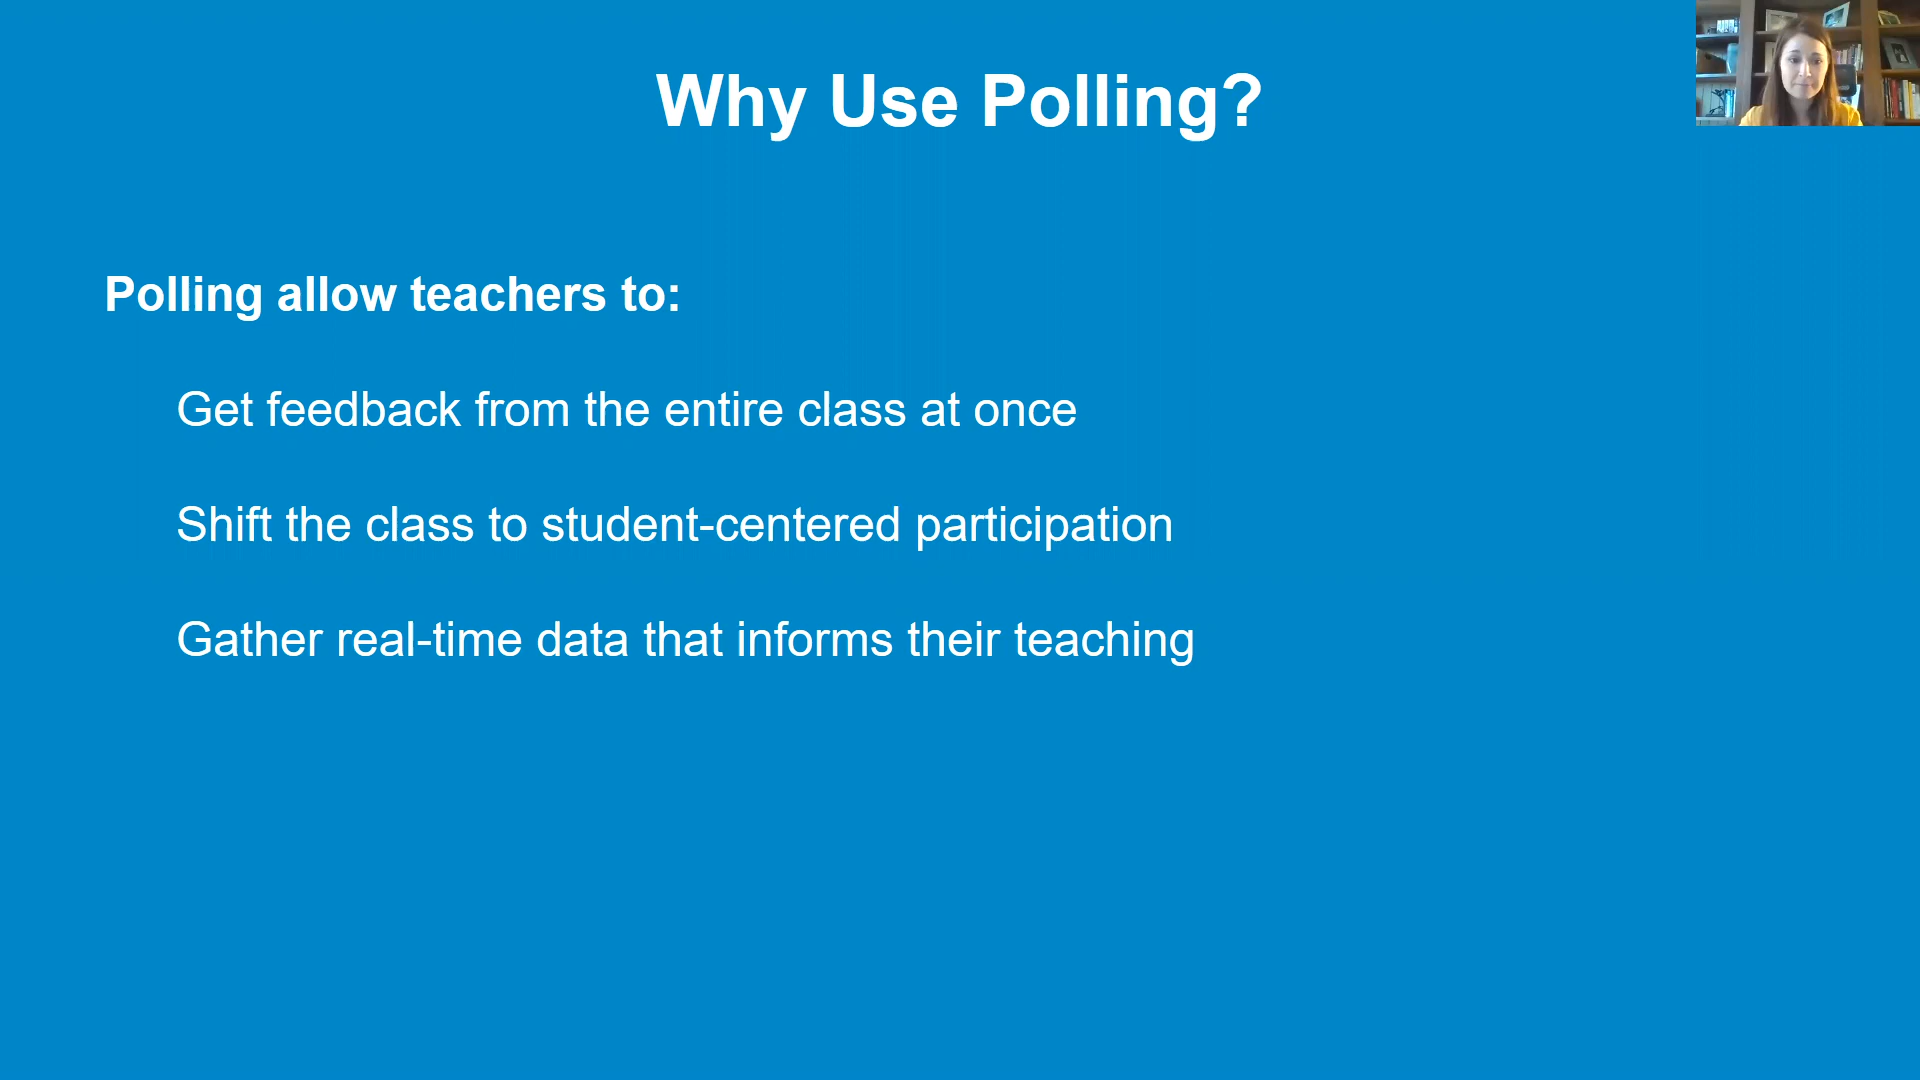 Why Use Polling?
Polling allow teachers to:
Get feedback from the entire class at once
Shift the class to student-centered participation
Gather real-time data that informs their teaching